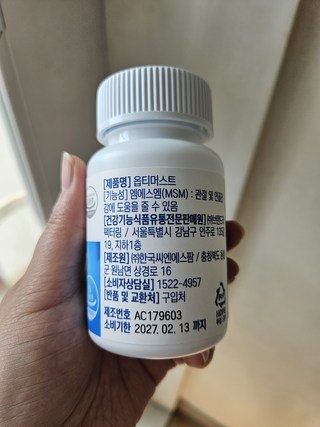 [제품명] 옵티머스트
[기능성] 엠에스엠(MSM) : 관절 및 연골건
강에 도움을 줄 수 있음
[건강기능식품유통전문판매원]
팩터링 / 서울특별시 강남구 언주로
19, 지하1층
[제조원] ㈜한국씨엔에스팜 / 충청북도
군 원남면 상경로 16
[소비자상담실] 1522-4957
[반품 및 교환처] 구입처
제조번호 AC179603
소비기한 2027. 02. 13 까지
HDPE